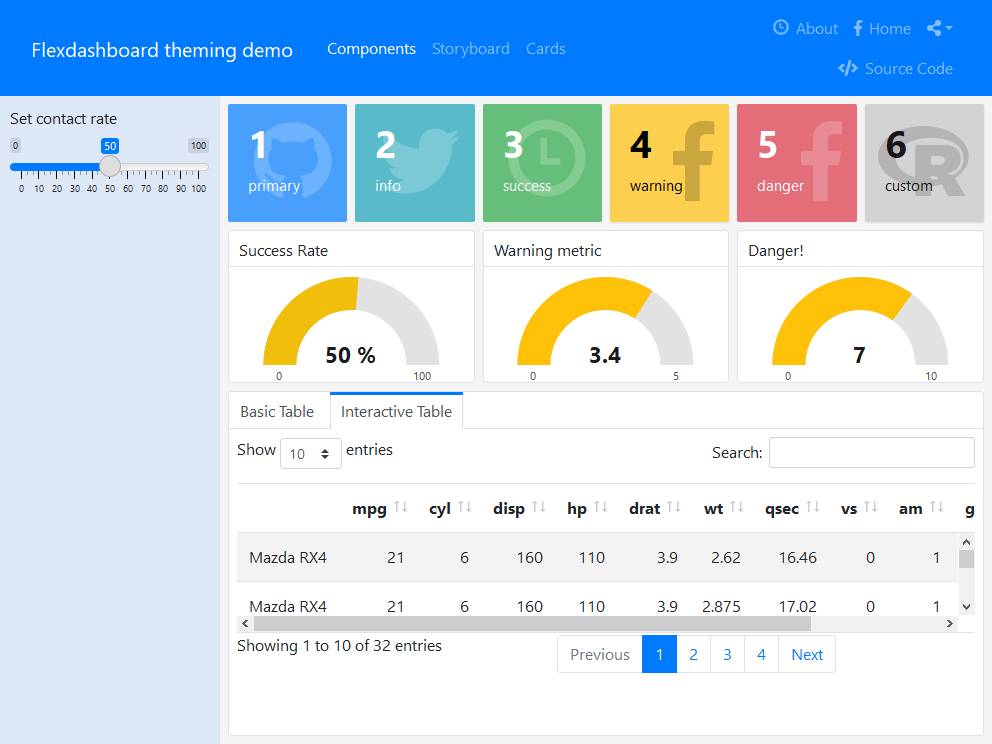 Flexdashboard theming demo Components Storyboard Cards About Home
Source Code
Set contact rate
0 50 100
0 10 20 30 40 50 60 70 80 90 100
1 2 3 4 5 6
primary info success warning danger custom
Success Rate Warning metric Danger!
50 % 3.4 7
0 100 0 5 0 10
Basic Table Interactive Table
Show 10 entries Search:
mpg cyl disp hp drat wt qsec vs am g
Mazda RX4 21 6 160 110 3.9 2.62 16.46 0 1
Mazda RX4 21 6 160 110 3.9 2.875 17.02 0 1
Showing 1 to 10 of 32 entries Previous 1 2 3 4 Next